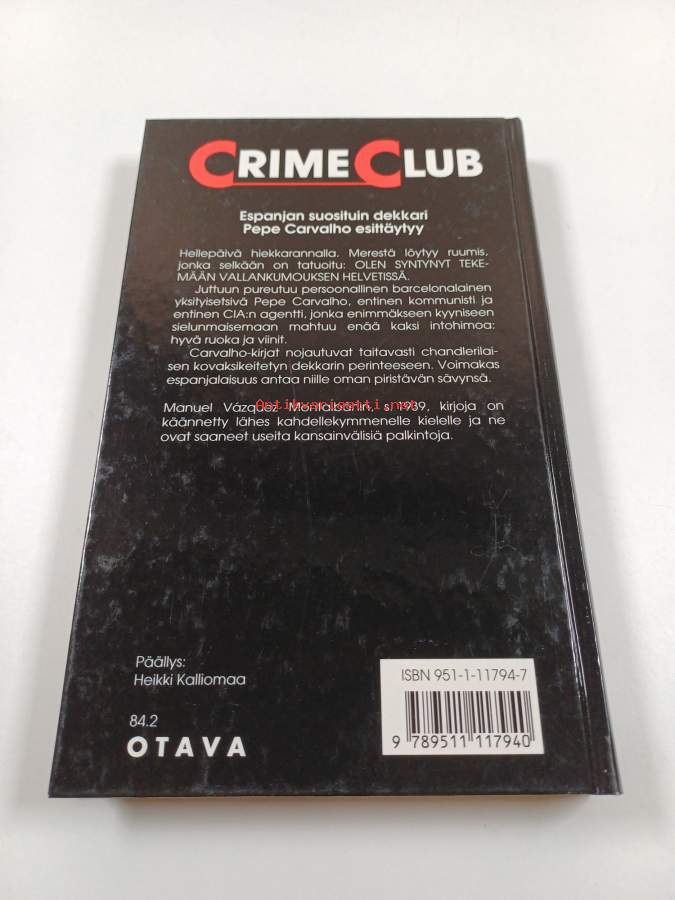 CRIME CLUB
Espanjan suosituin dekkari
Pepe Carvalho esittäytyy
Hellepäivä hiekkarannalla. Merestä löytyy ruumis,
jonka selkään on tatuoitu: OLEN SYNTYNYT TEKE-
MÄÄN VALLANKUMOUKSEN HELVETISSÄ.
Juttuun pureutuu persoonallinen barcelonalainen
yksityisetsivä Pepe Carvalho, entinen kommunisti ja
entinen CIA:n agentti, jonka enimmäkseen kyyniseen
sielunmaisemaan mahtuu enää kaksi intohimoa:
hyvä ruoka ja viinit.
Carvalho-kirjat nojautuvat taitavasti chandlerilai-
sen kovaksikeitetyn dekkarin perinteeseen. Voimakas
espanjalaisuus antaa niille oman piristävän sävynsä.
Antikvariaatti.net
Manuel Vázquez Montalbánin, s. 1939, kirjoja on
käännetty lähes kahdellekymmenelle kielelle ja ne
ovat saaneet useita kansainvälisiä palkintoja.
Päällys:
Heikki Kalliomaa
84.2
OTAVA
ISBN 951-1-11794-7
9 789511 117940